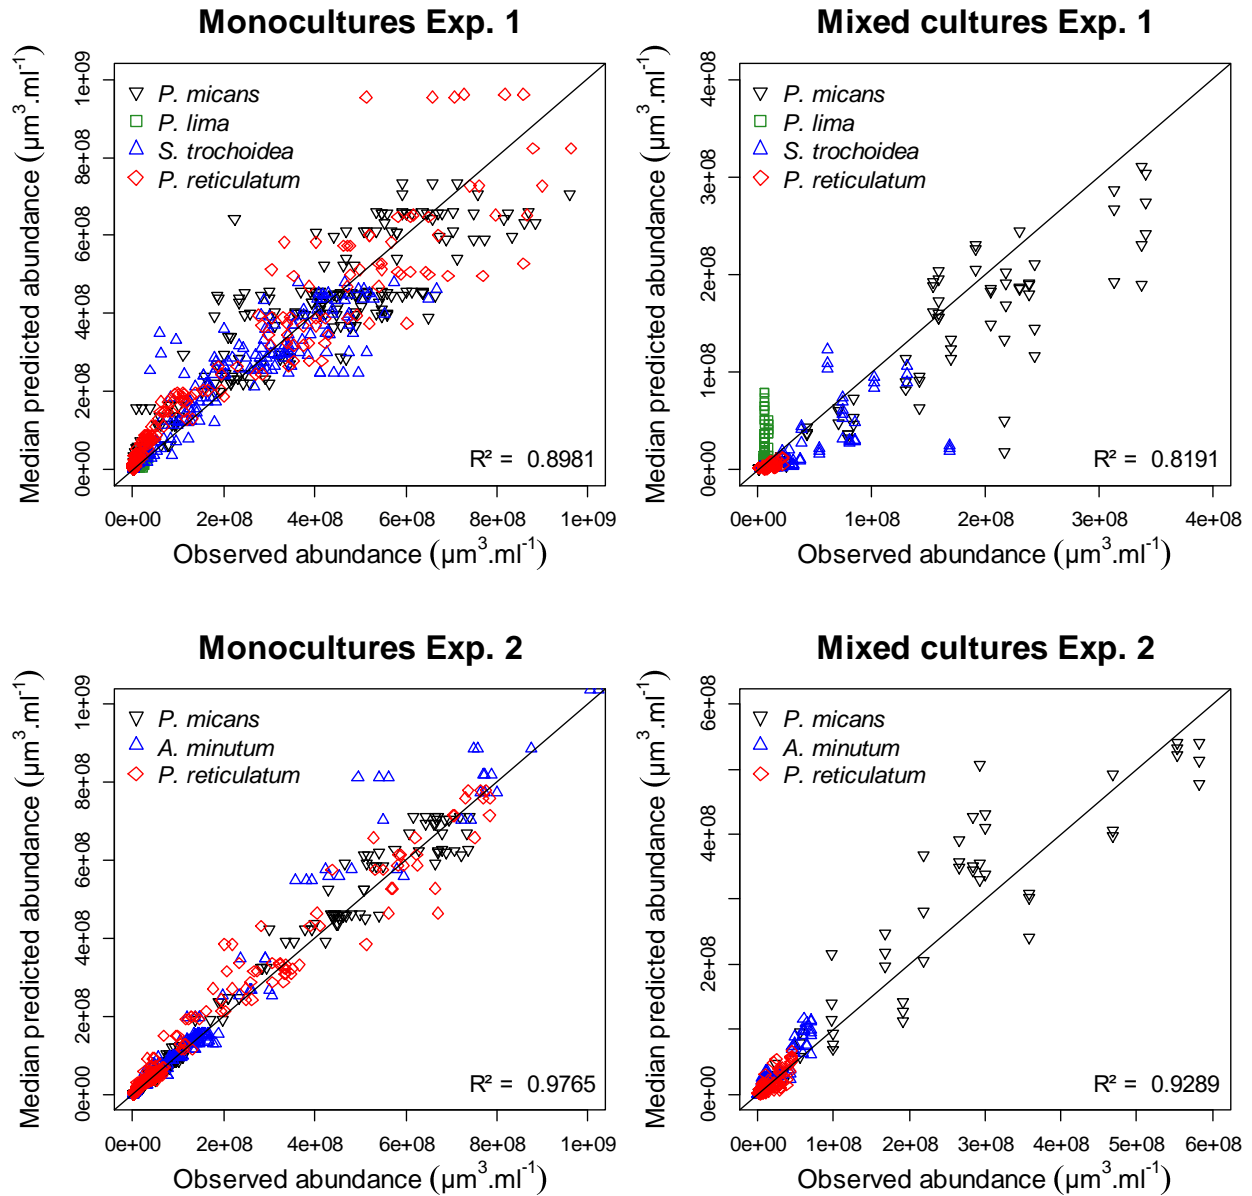 Monocultures Exp. 1
Median predicted abundance (µm³.ml⁻¹)
1e+09
8e+08
6e+08
4e+08
2e+08
0e+00
P. micans
P. lima
S. trochoidea
P. reticulatum
R² = 0.8981
0e+00 2e+08 4e+08 6e+08 8e+08 1e+09
Observed abundance (µm³.ml⁻¹)
Mixed cultures Exp. 1
Median predicted abundance (µm³.ml⁻¹)
4e+08
3e+08
2e+08
1e+08
0e+00
P. micans
P. lima
S. trochoidea
P. reticulatum
R² = 0.8191
0e+00 1e+08 2e+08 3e+08 4e+08
Observed abundance (µm³.ml⁻¹)
Monocultures Exp. 2
Median predicted abundance (µm³.ml⁻¹)
1e+09
8e+08
6e+08
4e+08
2e+08
0e+00
P. micans
A. minutum
P. reticulatum
R² = 0.9765
0e+00 2e+08 4e+08 6e+08 8e+08 1e+09
Observed abundance (µm³.ml⁻¹)
Mixed cultures Exp. 2
Median predicted abundance (µm³.ml⁻¹)
6e+08
4e+08
2e+08
0e+00
P. micans
A. minutum
P. reticulatum
R² = 0.9289
0e+00 1e+08 2e+08 3e+08 4e+08 5e+08 6e+08
Observed abundance (µm³.ml⁻¹)